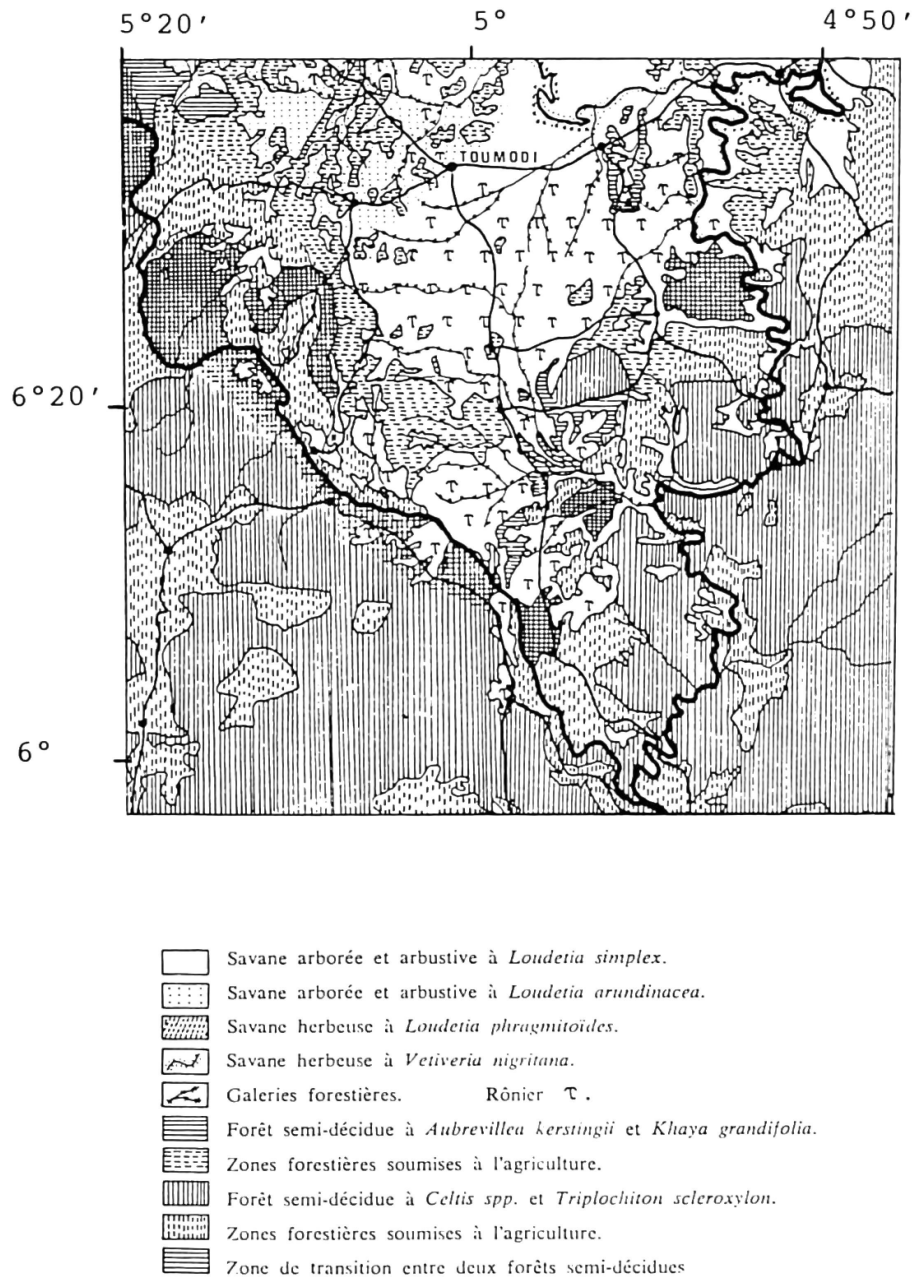 5°20' 5° 4°50'
TOUMODI
6°20'
6°
Savane arborée et arbustive à Loudetia simplex.
Savane arborée et arbustive à Loudetia arundinacea.
Savane herbeuse à Loudetia phragmitoïdes.
Savane herbeuse à Vetiveria nigritana.
Galeries forestières. Rônier τ .
Forêt semi-décidue à Aubrevillea kerstingii et Khaya grandifolia.
Zones forestières soumises à l'agriculture.
Forêt semi-décidue à Celtis spp. et Triplochiton scleroxylon.
Zones forestières soumises à l'agriculture.
Zone de transition entre deux forêts semi-décidues